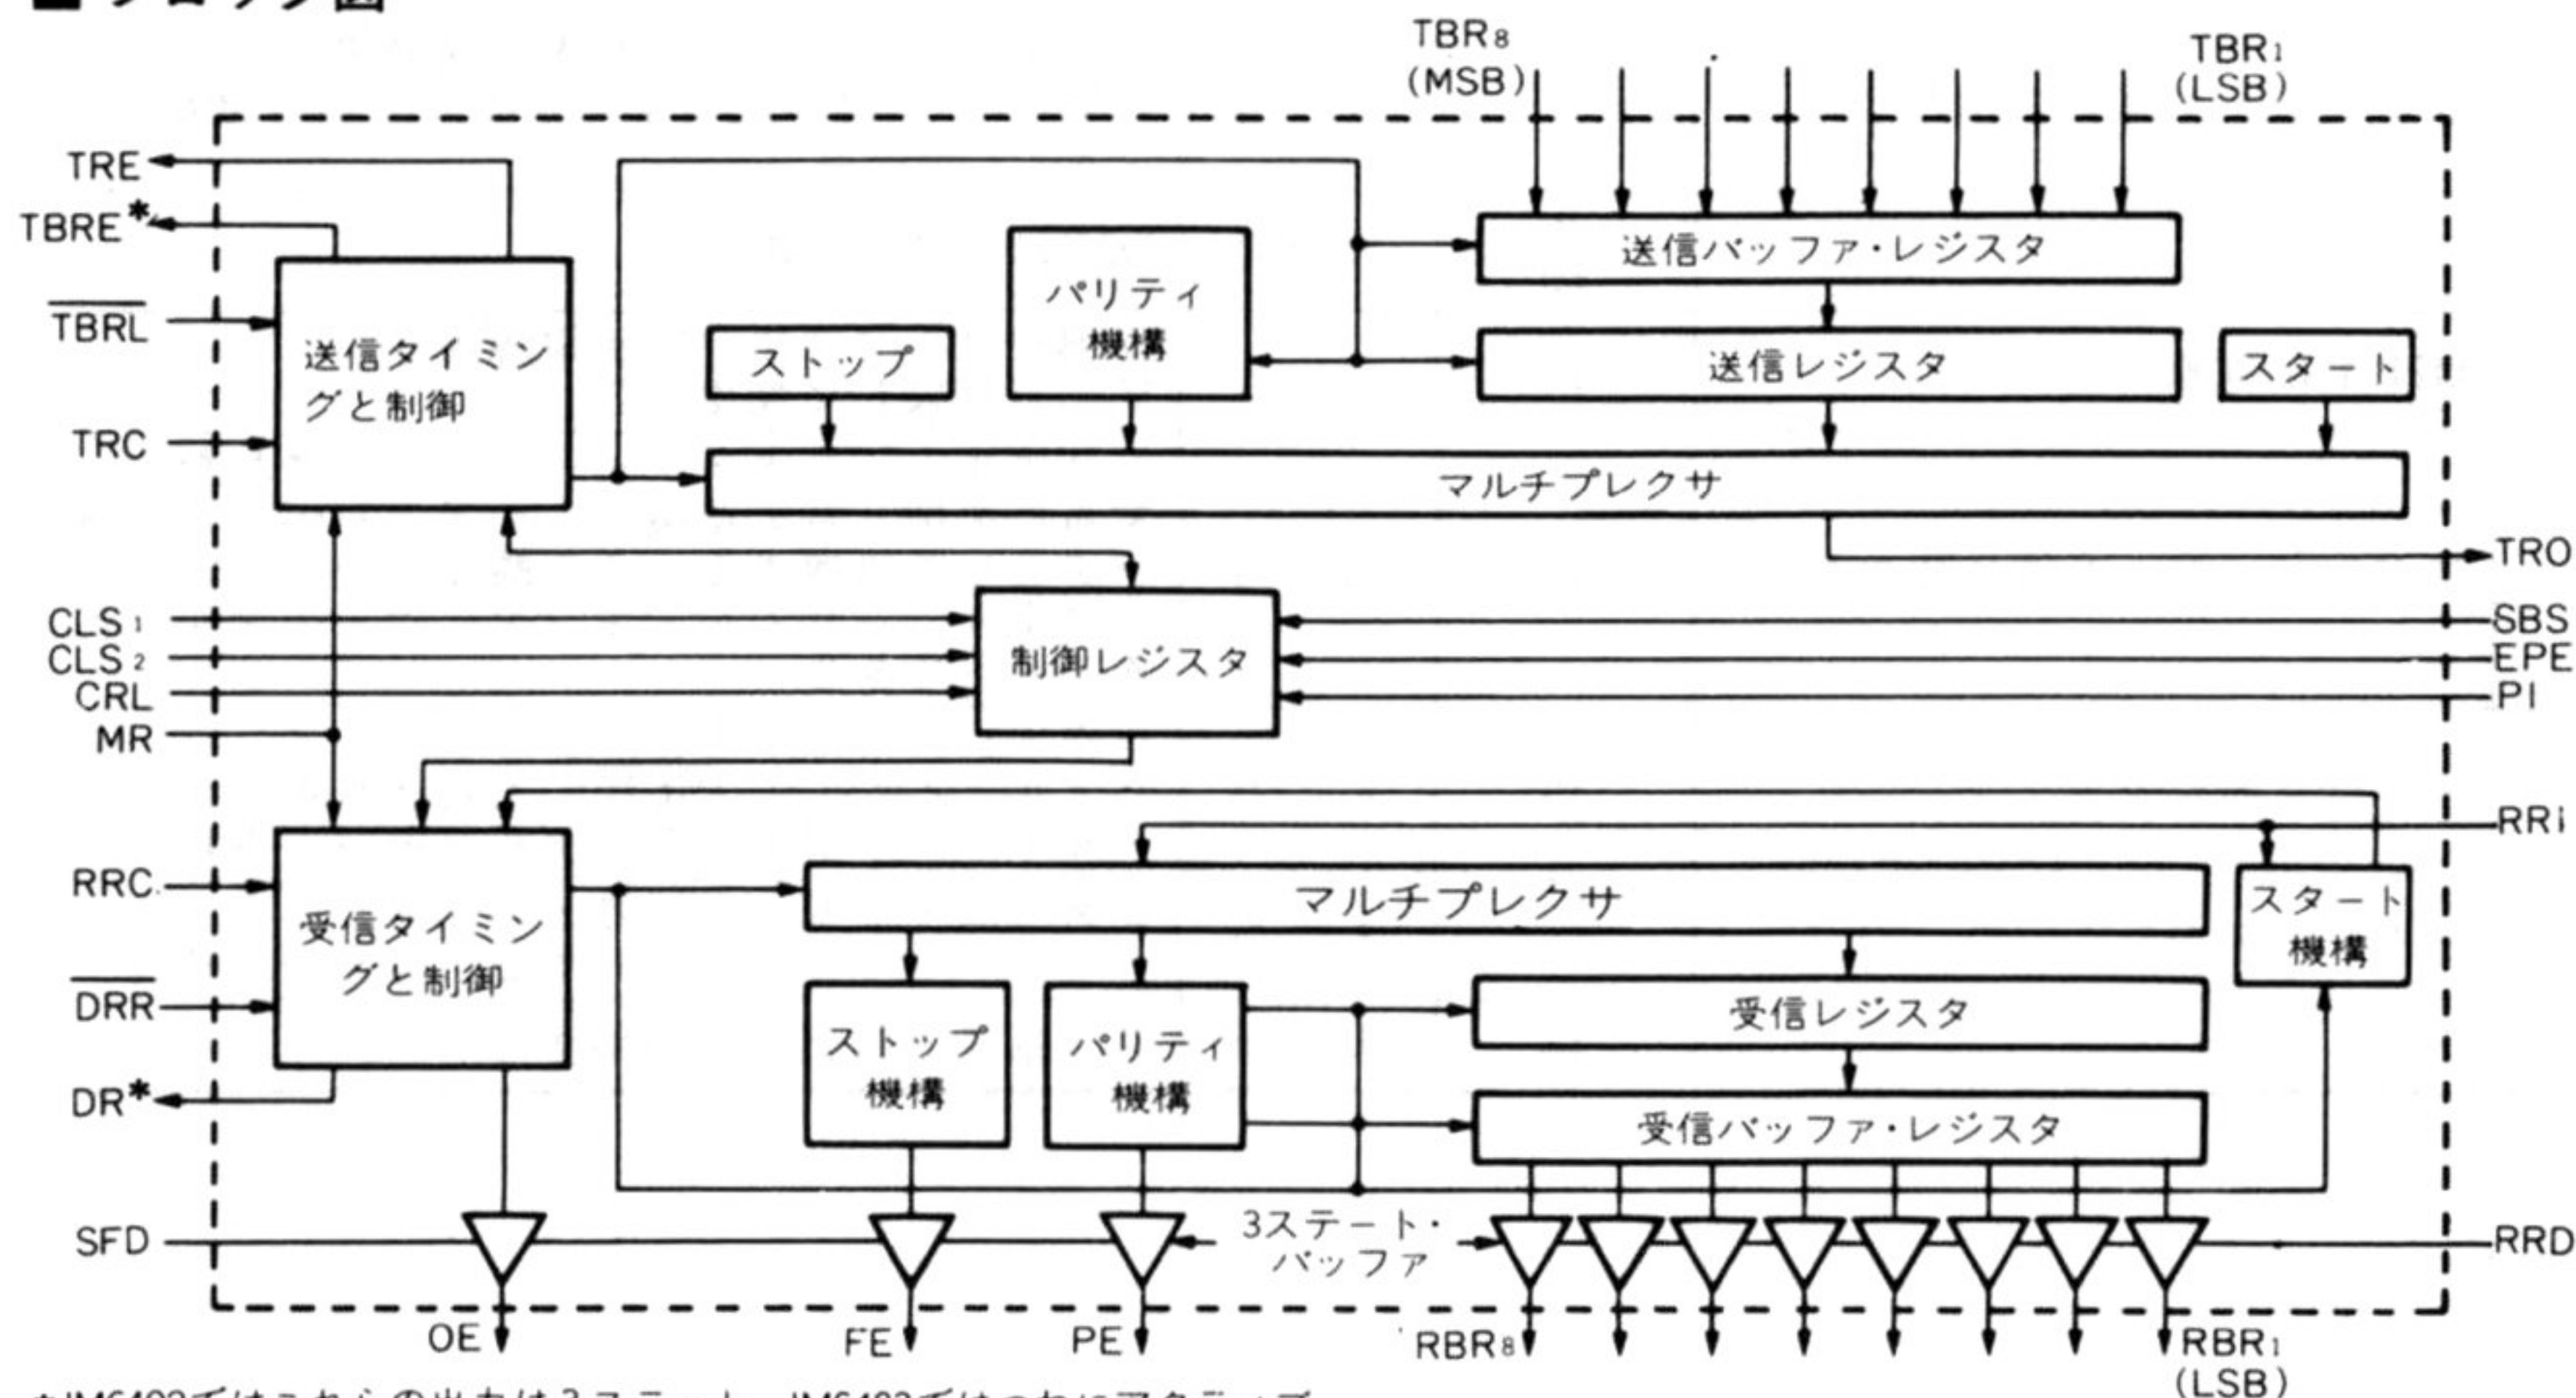 ■ブロック図
TBR8
(MSB)
TBR1
(LSB)
TRE
TBRE*
TBRL
TRC
送信タイミン
グと制御
ストップ
パリティ
機構
送信バッファ・レジスタ
送信レジスタ
スタート
マルチプレクサ
TRO
CLS1
CLS2
CRL
MR
制御レジスタ
SBS
EPE
PI
RRi
RRC
DRR
DR*
受信タイミン
グと制御
マルチプレクサ
スタート
機構
ストップ
機構
パリティ
機構
受信レジスタ
受信バッファ・レジスタ
SFD
3ステート・
バッファ
RRD
OE
FE
PE
RBR8
RBR1
(LSB)